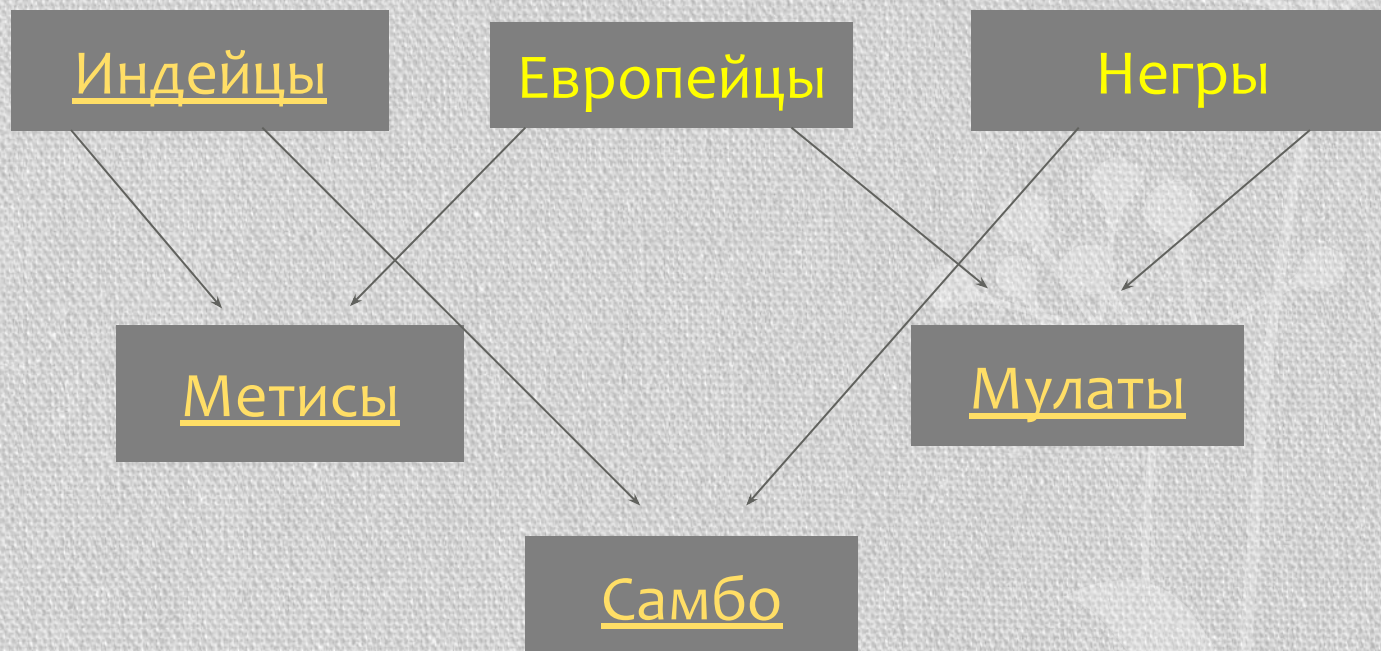 Индейцы
Европейцы
Негры
Метисы
Мулаты
Самбо